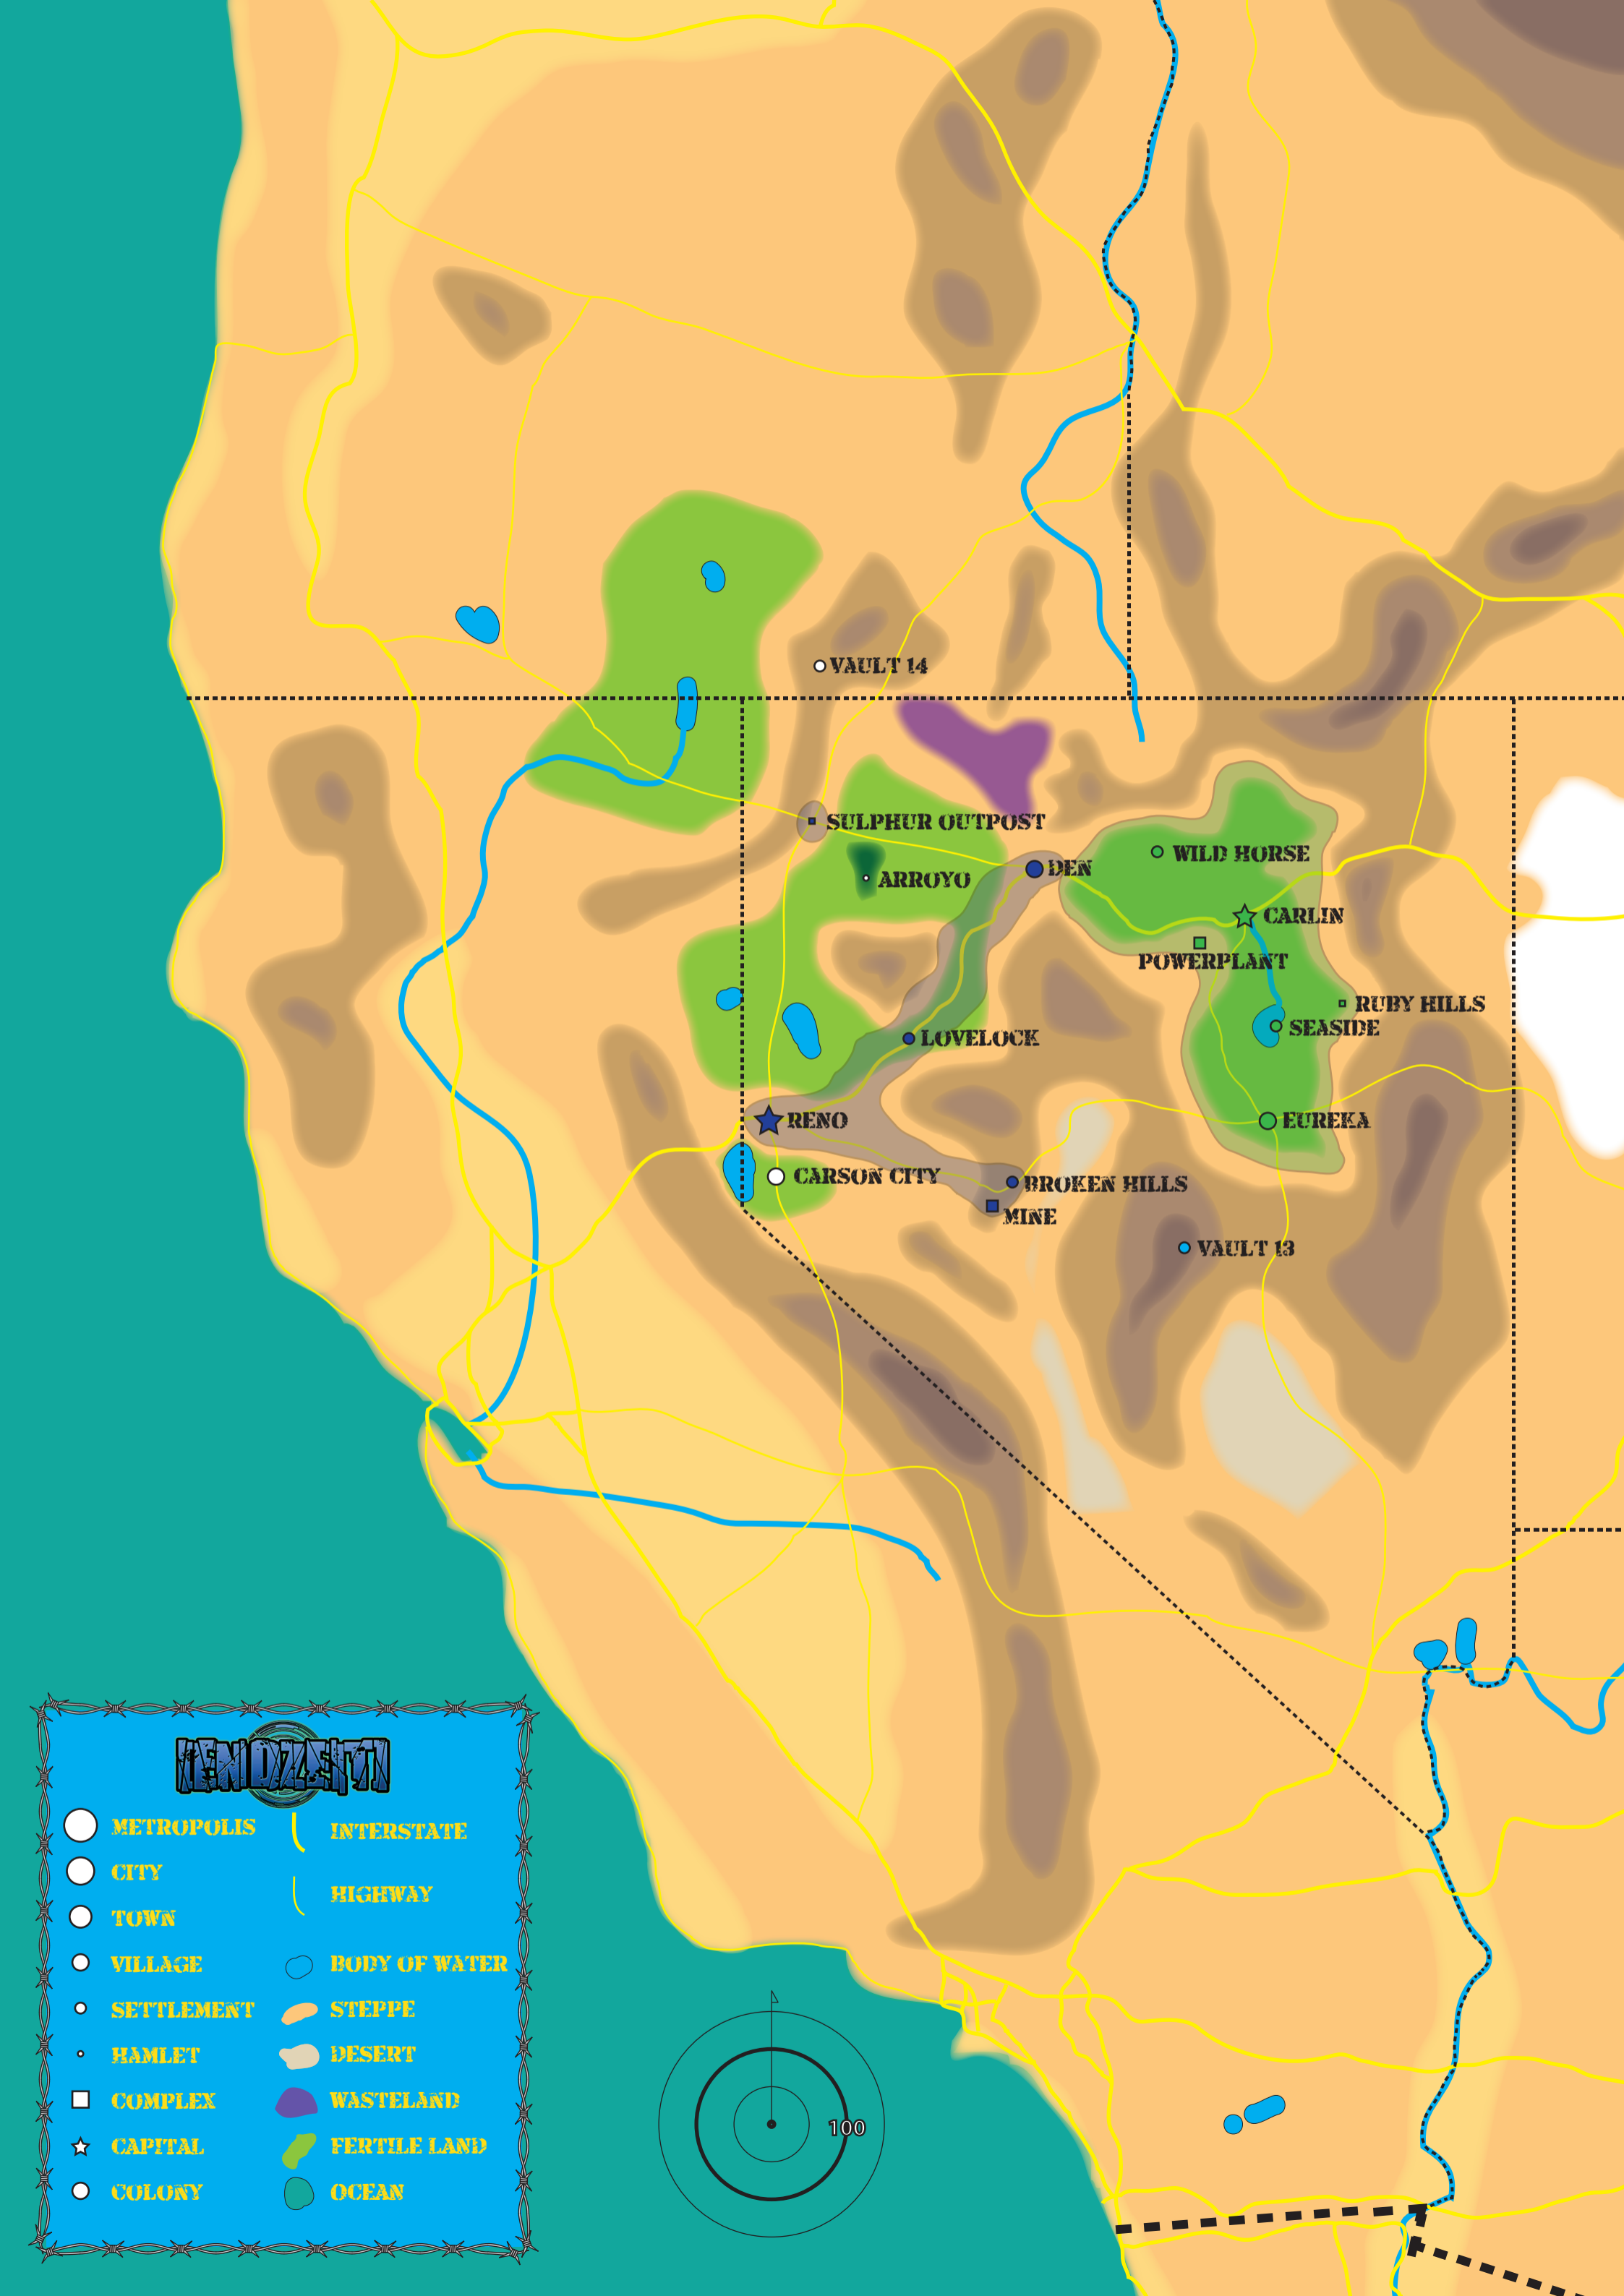 VAULT 14
SULPHUR OUTPOST
ARROYO
DEN
WILD HORSE
CARLIN
POWERPLANT
RUBY HILLS
SEASIDE
LOVELOCK
RENO
EUREKA
CARSON CITY
BROKEN HILLS
MINE
VAULT 13
ENDZEIT
METROPOLIS
CITY
TOWN
VILLAGE
SETTLEMENT
HAMLET
COMPLEX
CAPITAL
COLONY
INTERSTATE
HIGHWAY
BODY OF WATER
STEPPE
DESERT
WASTELAND
FERTILE LAND
OCEAN
100